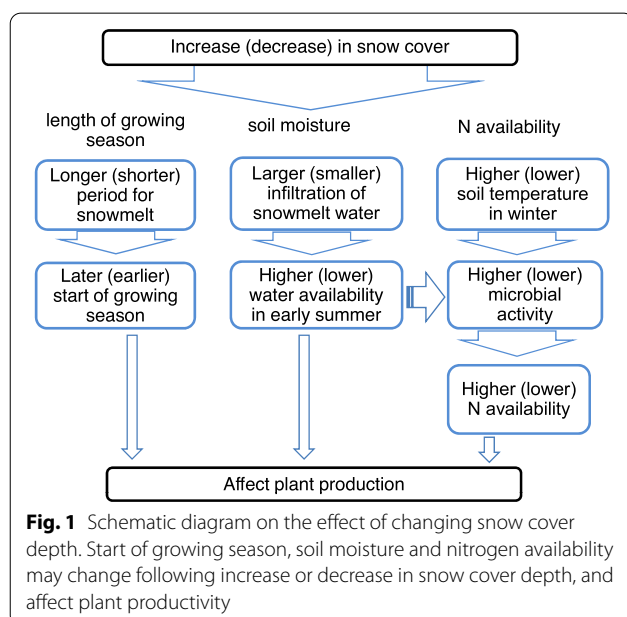 Increase (decrease) in snow cover
length of growing
season
soil moisture
N availability
Longer (shorter)
period for
snowmelt
Larger (smaller)
infiltration of
snowmelt water
Higher (lower)
soil temperature
in winter
Later (earlier)
start of growing
season
Higher (lower)
water availability
in early summer
Higher (lower)
microbial
activity
Higher (lower)
N availability
Affect plant production
Fig. 1 Schematic diagram on the effect of changing snow cover
depth. Start of growing season, soil moisture and nitrogen availability
may change following increase or decrease in snow cover depth, and
affect plant productivity